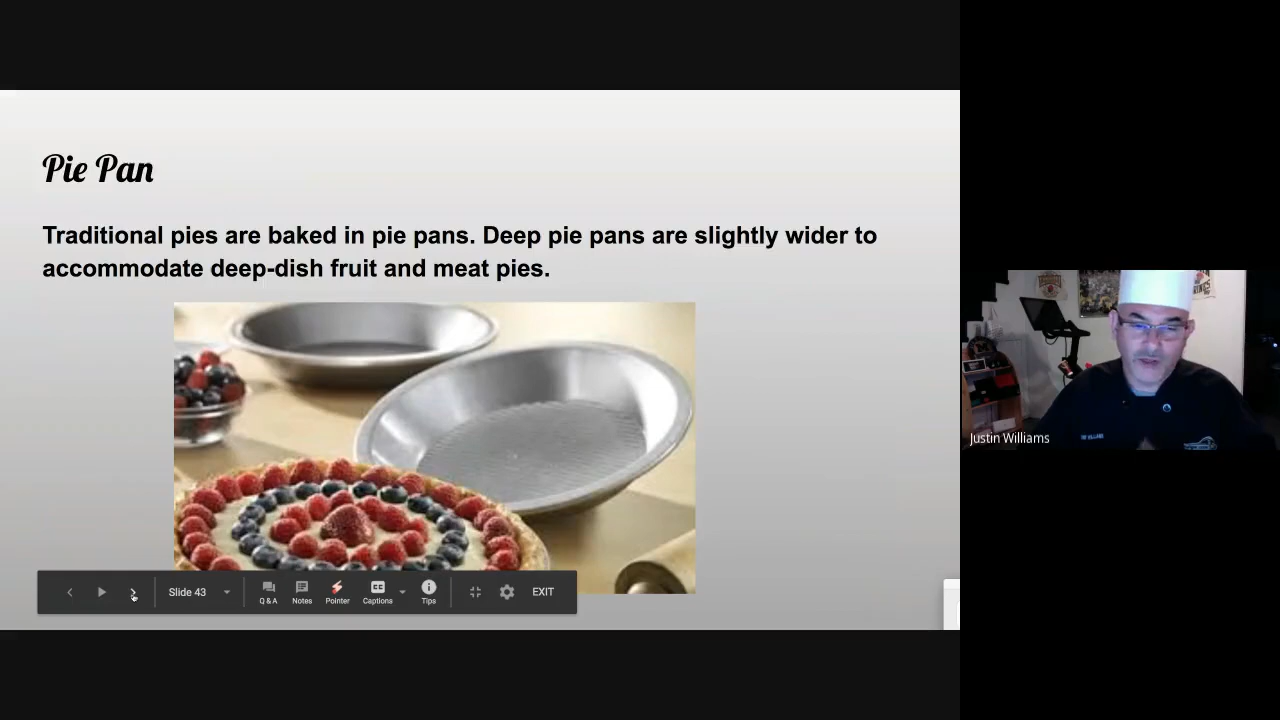 Pie Pan
Traditional pies are baked in pie pans. Deep pie pans are slightly wider to
accommodate deep-dish fruit and meat pies.
Slide 43
Q & A
Notes
Pointer
CC
Captions
Tips
EXIT
Justin Williams